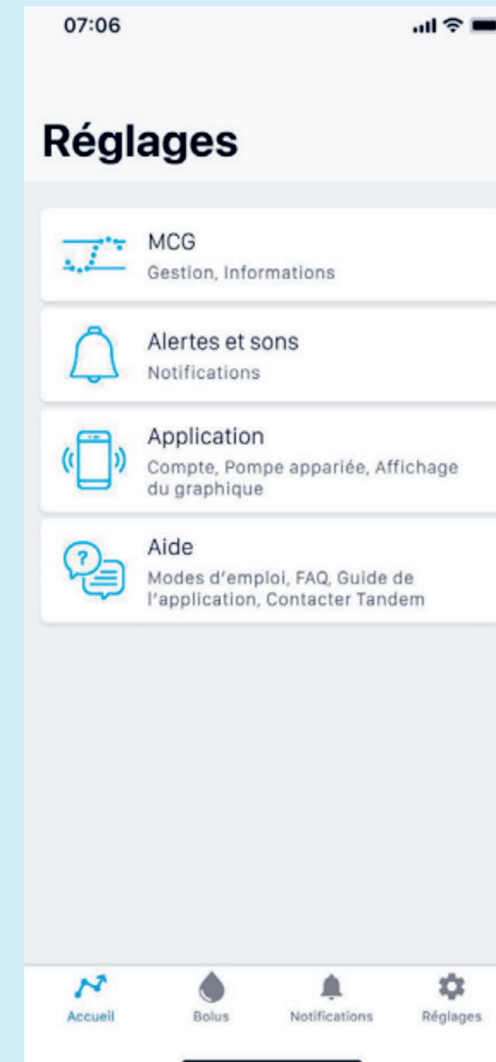 07:06
Réglages
MCG
Gestion, Informations
Alertes et sons
Notifications
Application
Compte, Pompe appariée, Affichage
du graphique
?
Aide
Modes d'emploi, FAQ, Guide de
l'application, Contacter Tandem
Accueil Bolus Notifications Réglages